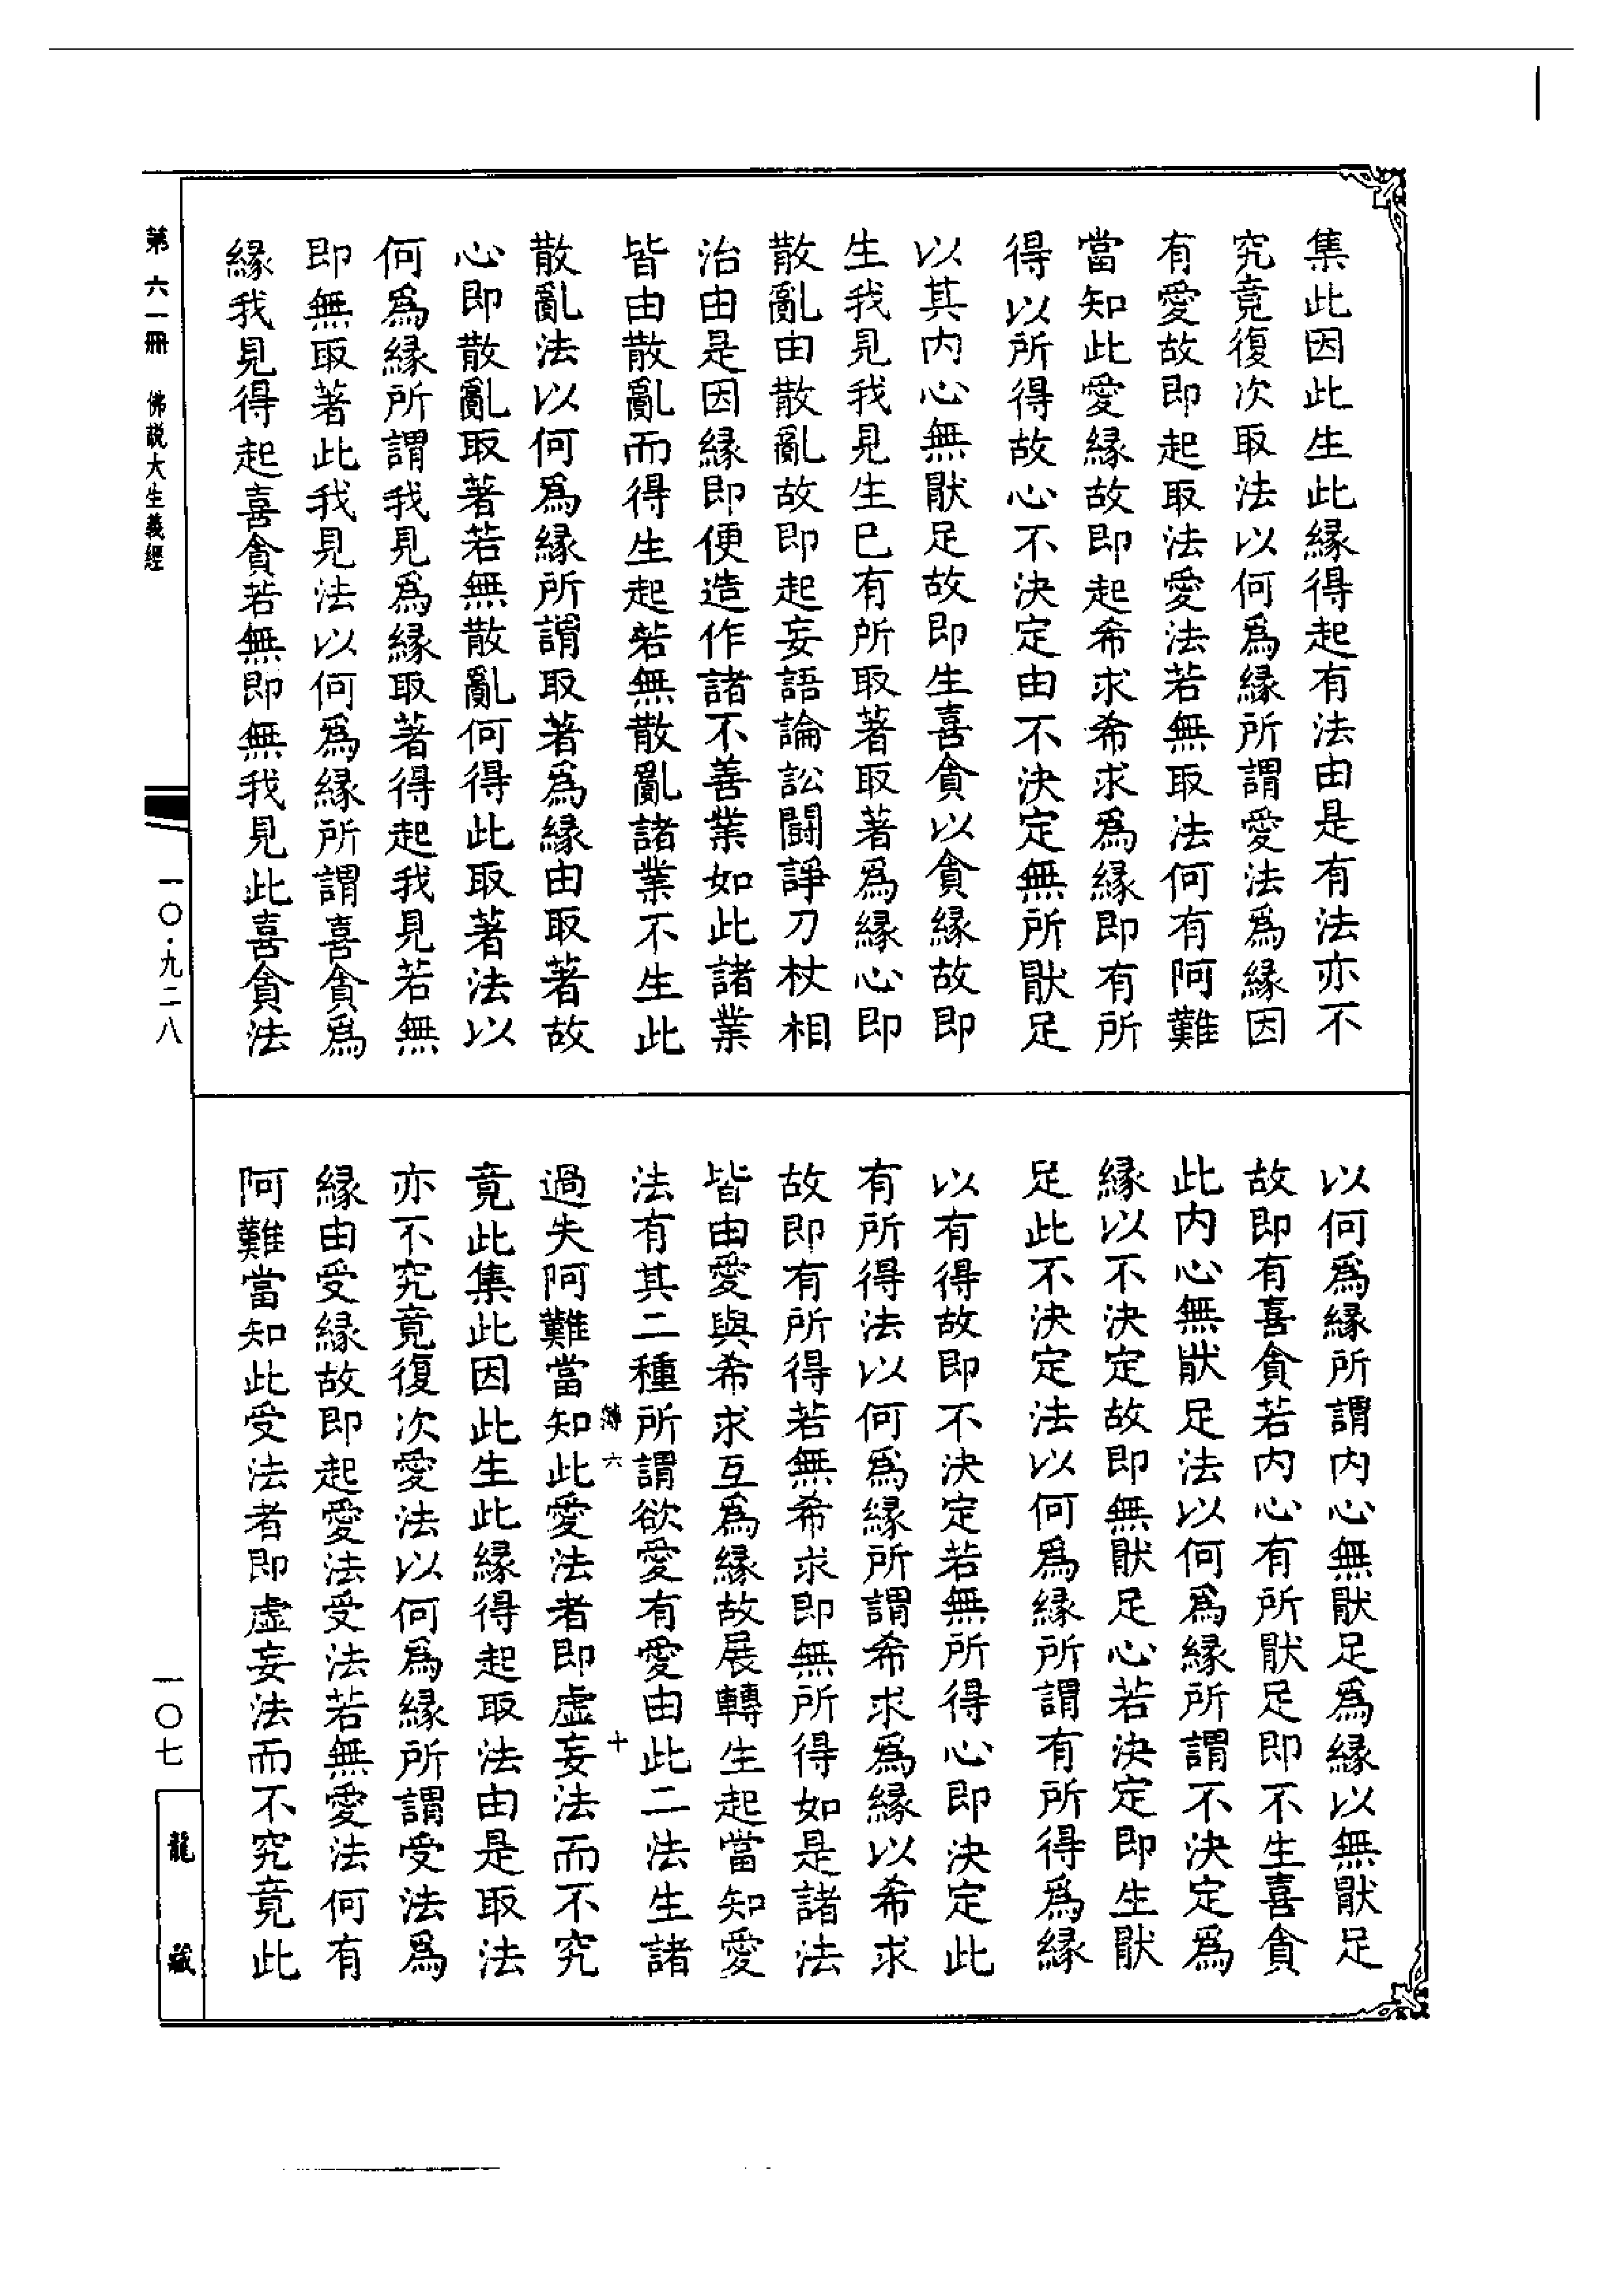 集此因此生此緣得起有法由是有法亦不
究竟復次取法以何爲緣所謂愛法爲緣因
有愛故即起取法愛法若無取法何有阿難
當知此愛緣故即起希求希求爲緣即有所
得以所得故心不決定由不決定無所猒足
以其内心無猒足故即生喜貪以貪緣故即
生我見我見生巳有所取著取著爲緣心即
散亂由散亂故即起妄語論訟鬪諍刀杖相
治由是因緣即便造作諸不善業如此諸業
皆由散亂而得生起若無散亂諸業不生此
散亂法以何爲緣所謂取著爲緣由取著故
心即散亂取著若無散亂何得此取著法以
何爲緣所謂我見爲緣取著得起我見若無
即無取著此我見法以何爲緣所謂喜貪爲
緣我見得起喜貪若無即無我見此喜貪法
以何爲緣所謂内心無猒足爲緣以無猒足
故即有喜貪若内心有所猒足即不生喜貪
此内心無猒足法以何爲緣所謂不決定爲
緣以不決定故即無猒足心若決定即生猒
足此不決定法以何爲緣所謂有所得爲緣
以有得故即不決定若無所得心即決定此
有所得法以何爲緣所謂希求爲緣以希求
故即有所得若無希求即無所得如是諸法
皆由愛與希求互爲緣故展轉生起當知愛
法有其二種所謂欲愛有愛由此二法生諸
薄六 十
過失阿難當知此愛法者即虛妄法而不究
竟此集此因此生此緣得起取法由是取法
亦不究竟復次愛法以何爲緣所謂受法爲
緣由受緣故即起愛法受法若無愛法何有
阿難當知此受法者即虛妄法而不究竟此
第六一冊 佛説大生義經
一〇·九二八
一〇七
龍藏